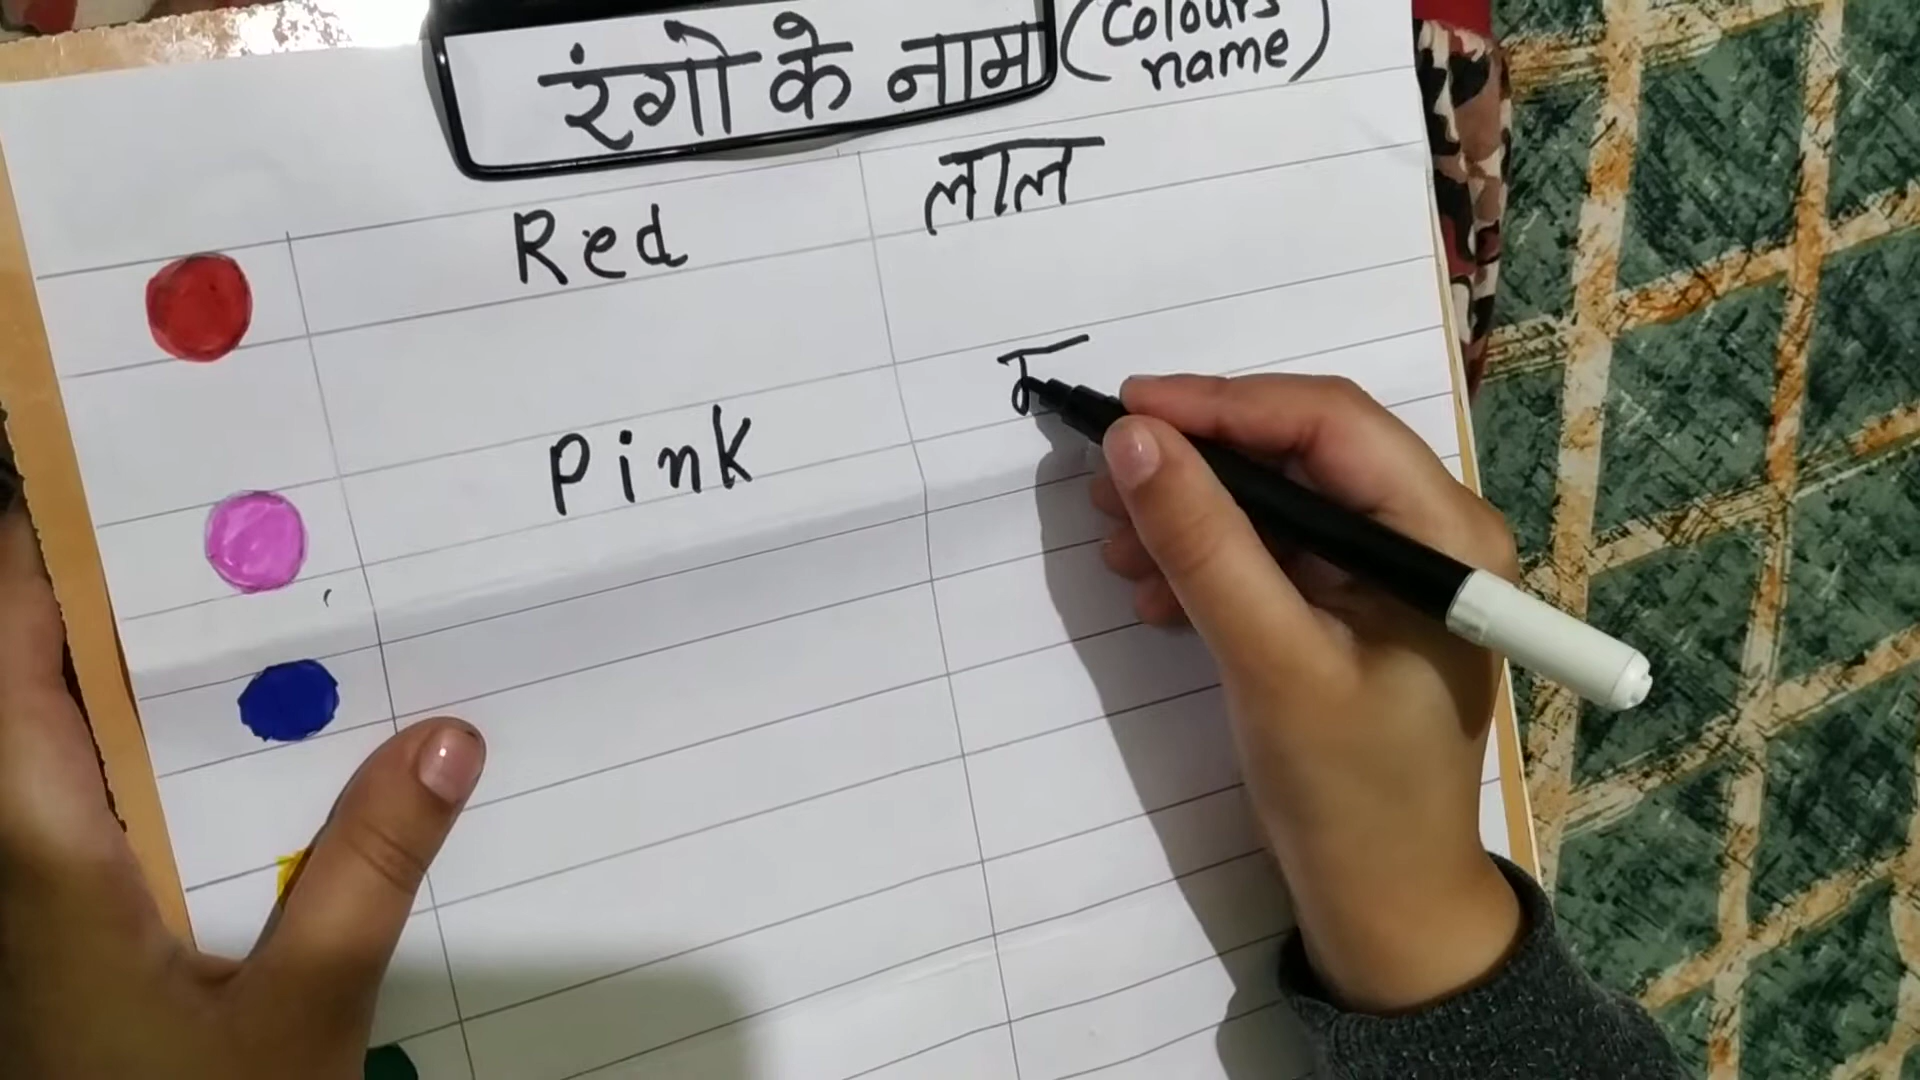 रंगो के नाम (Colours
name)
Red लाल
Pink